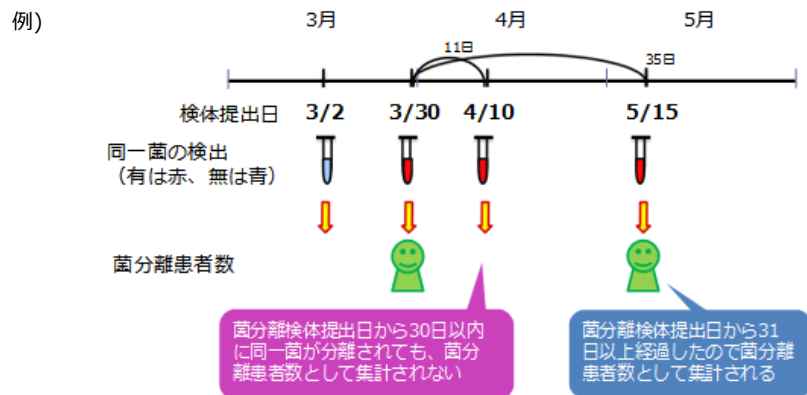 例)
3月 4月 5月
11日
35日
検体提出日 3/2 3/30 4/10 5/15
同一菌の検出
（有は赤、無は青）
菌分離患者数
菌分離検体提出日から30日以内
に同一菌が分離されても、菌分
離患者数として集計されない
菌分離検体提出日から31
日以上経過したので菌分離
患者数として集計される